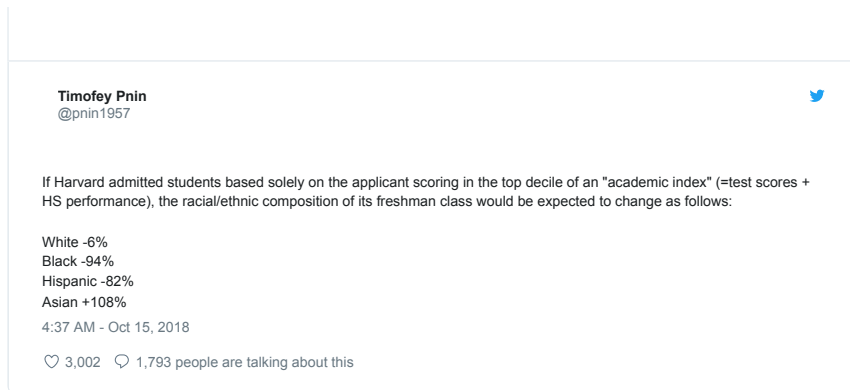 Timofey Pnin
@pnin1957
If Harvard admitted students based solely on the applicant scoring in the top decile of an "academic index" (=test scores +
HS performance), the racial/ethnic composition of its freshman class would be expected to change as follows:
White -6%
Black -94%
Hispanic -82%
Asian +108%
4:37 AM - Oct 15, 2018
3,002 1,793 people are talking about this